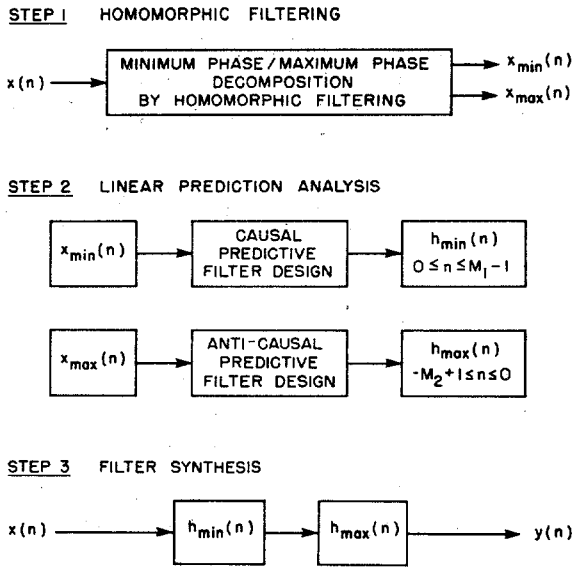 STEP 1 HOMOMORPHIC FILTERING
x(n)
MINIMUM PHASE/MAXIMUM PHASE
DECOMPOSITION
BY HOMOMORPHIC FILTERING
x_min(n)
x_max(n)
STEP 2 LINEAR PREDICTION ANALYSIS
x_min(n)
CAUSAL
PREDICTIVE
FILTER DESIGN
h_min(n)
0 ≤ n ≤ M_1 - 1
x_max(n)
ANTI-CAUSAL
PREDICTIVE
FILTER DESIGN
h_max(n)
-M_2 + 1 ≤ n ≤ 0
STEP 3 FILTER SYNTHESIS
x(n)
h_min(n)
h_max(n)
y(n)